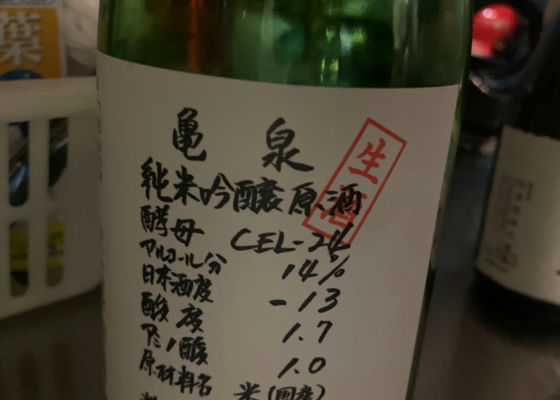 葉
亀泉
生酒
純米吟醸原酒
酵母 CEL-24
アルコール分 14%
日本酒度 -13
酸度 1.7
アミノ酸 1.0
原材料名 米(国産)